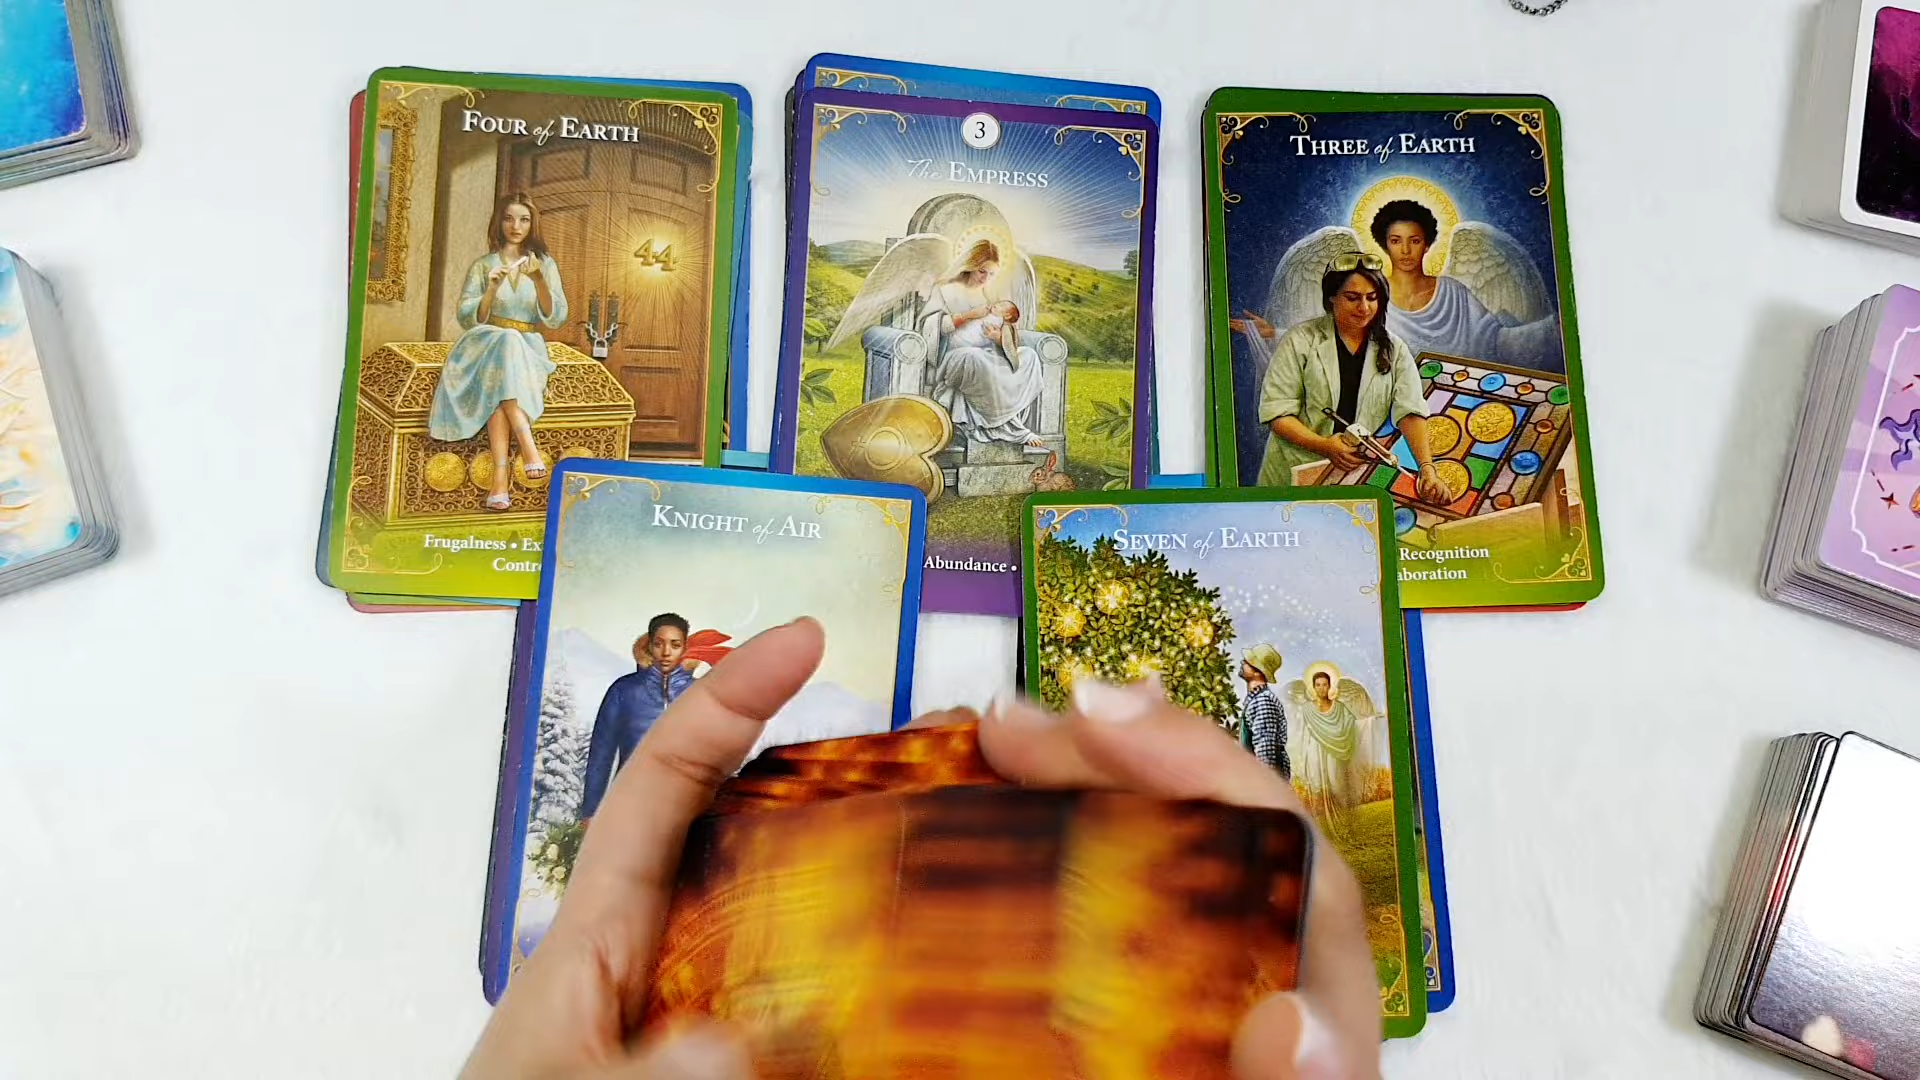 FOUR of EARTH
44
Frugalness • Ex
Contr
3
The EMPRESS
Abundance •
THREE of EARTH
Recognition
aboration
KNIGHT of AIR
SEVEN of EARTH